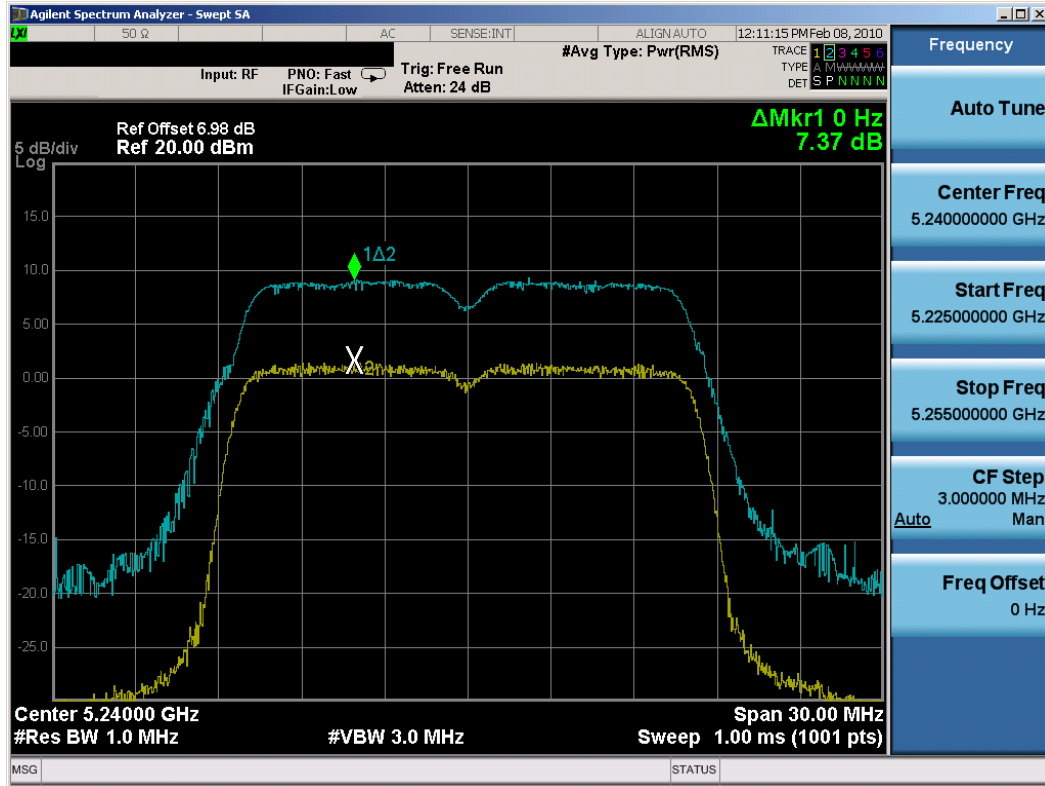 Agilent Spectrum Analyzer - Swept SA
LXI 50 Ω AC SENSE:INT ALIGN AUTO 12:11:15 PM Feb 08, 2010
#Avg Type: Pwr(RMS) TRACE 1 2 3 4 5 6
Input: RF PNO: Fast Trig: Free Run TYPE A M W W W W
IFGain:Low Atten: 24 dB DET S P N N N N
ΔMkr1 0 Hz
7.37 dB
Ref Offset 6.98 dB
5 dB/div Ref 20.00 dBm
Log
15.0
1Δ2
10.0
5.00
X2
0.00
-5.00
-10.0
-15.0
-20.0
-25.0
Center 5.24000 GHz Span 30.00 MHz
#Res BW 1.0 MHz #VBW 3.0 MHz Sweep 1.00 ms (1001 pts)
MSG STATUS
Frequency
Auto Tune
Center Freq
5.240000000 GHz
Start Freq
5.225000000 GHz
Stop Freq
5.255000000 GHz
CF Step
3.000000 MHz
Auto Man
Freq Offset
0 Hz